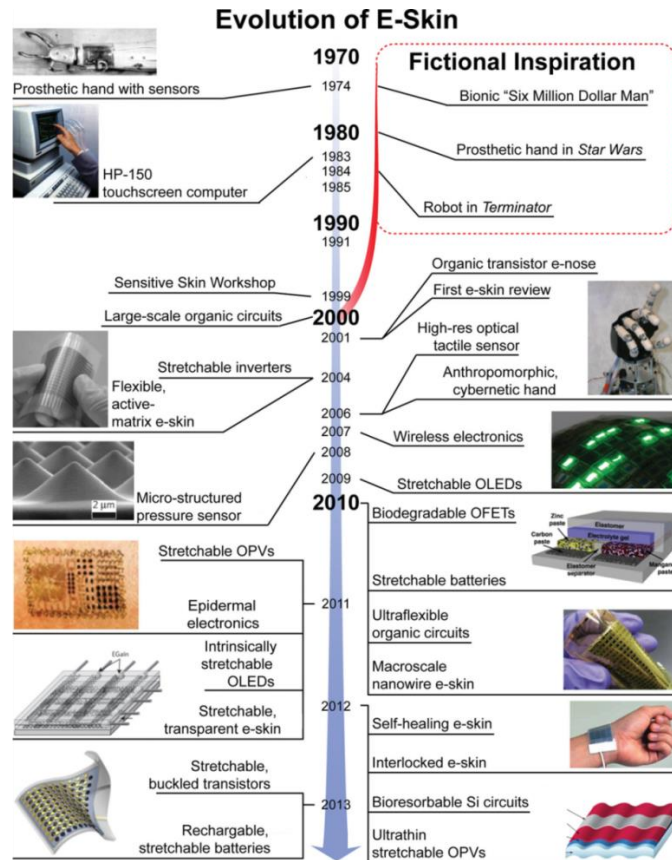 Evolution of E-Skin
1970
Fictional Inspiration
Prosthetic hand with sensors
1974
Bionic “Six Million Dollar Man”
1980
Prosthetic hand in Star Wars
HP-150
touchscreen computer
1983
1984
1985
Robot in Terminator
1990
1991
Organic transistor e-nose
First e-skin review
Sensitive Skin Workshop
1999
Large-scale organic circuits
2000
2001
High-res optical
tactile sensor
Stretchable inverters
2004
Anthropomorphic,
cybernetic hand
Flexible,
active-
matrix e-skin
2006
2007
Wireless electronics
2008
2 µm
Micro-structured
pressure sensor
2009
Stretchable OLEDs
2010
Biodegradable OFETs
Zinc
paste
Elastomer
Carbon
paste
Electrolyte gel
Elastomer
separator
Stretchable batteries
Stretchable OPVs
Epidermal
electronics
2011
Ultraflexible
organic circuits
Intrinsically
stretchable
OLEDs
EGaIn
Macroscale
nanowire e-skin
Stretchable,
transparent e-skin
2012
Self-healing e-skin
Interlocked e-skin
Stretchable,
buckled transistors
2013
Bioresorbable Si circuits
Rechargable,
stretchable batteries
Ultrathin
stretchable OPVs